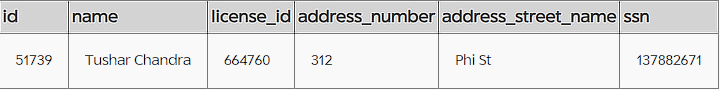 id name license_id address_number address_street_name ssn
51739 Tushar Chandra 664760 312 Phi St 137882671